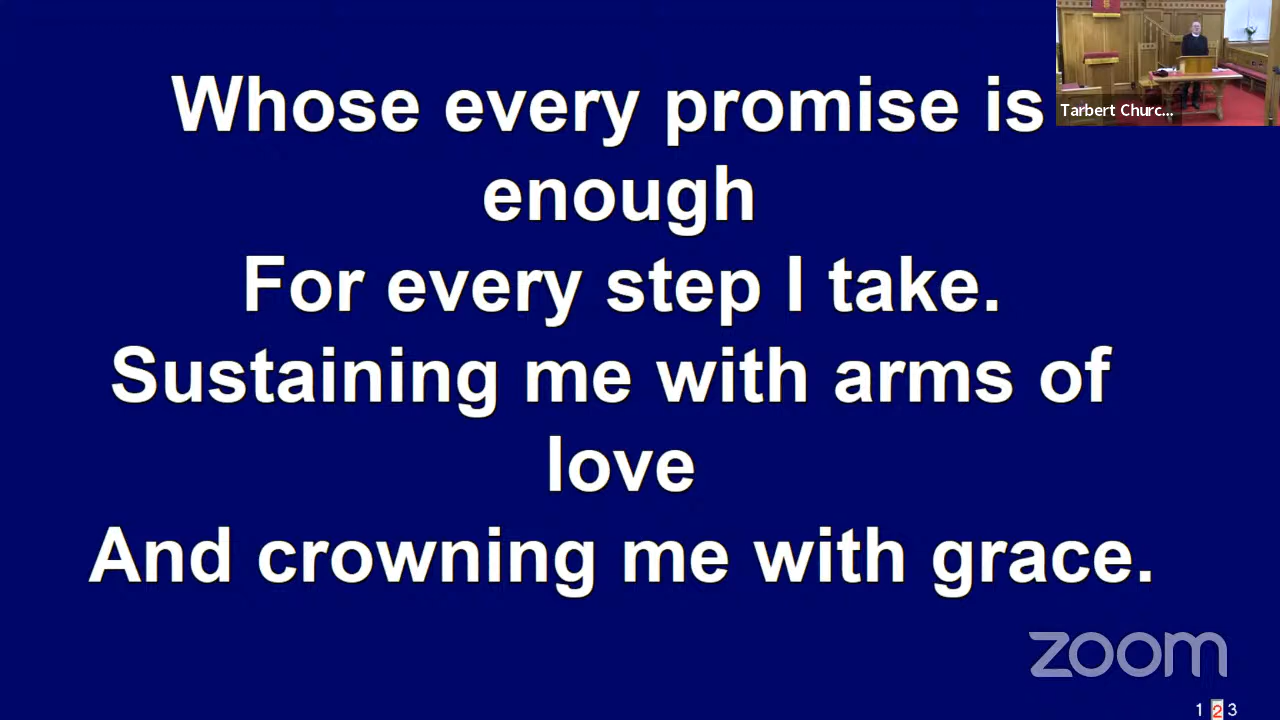 Whose every promise is
enough
For every step I take.
Sustaining me with arms of
love
And crowning me with grace.
Tarbert Churc...
zoom
1 2 3